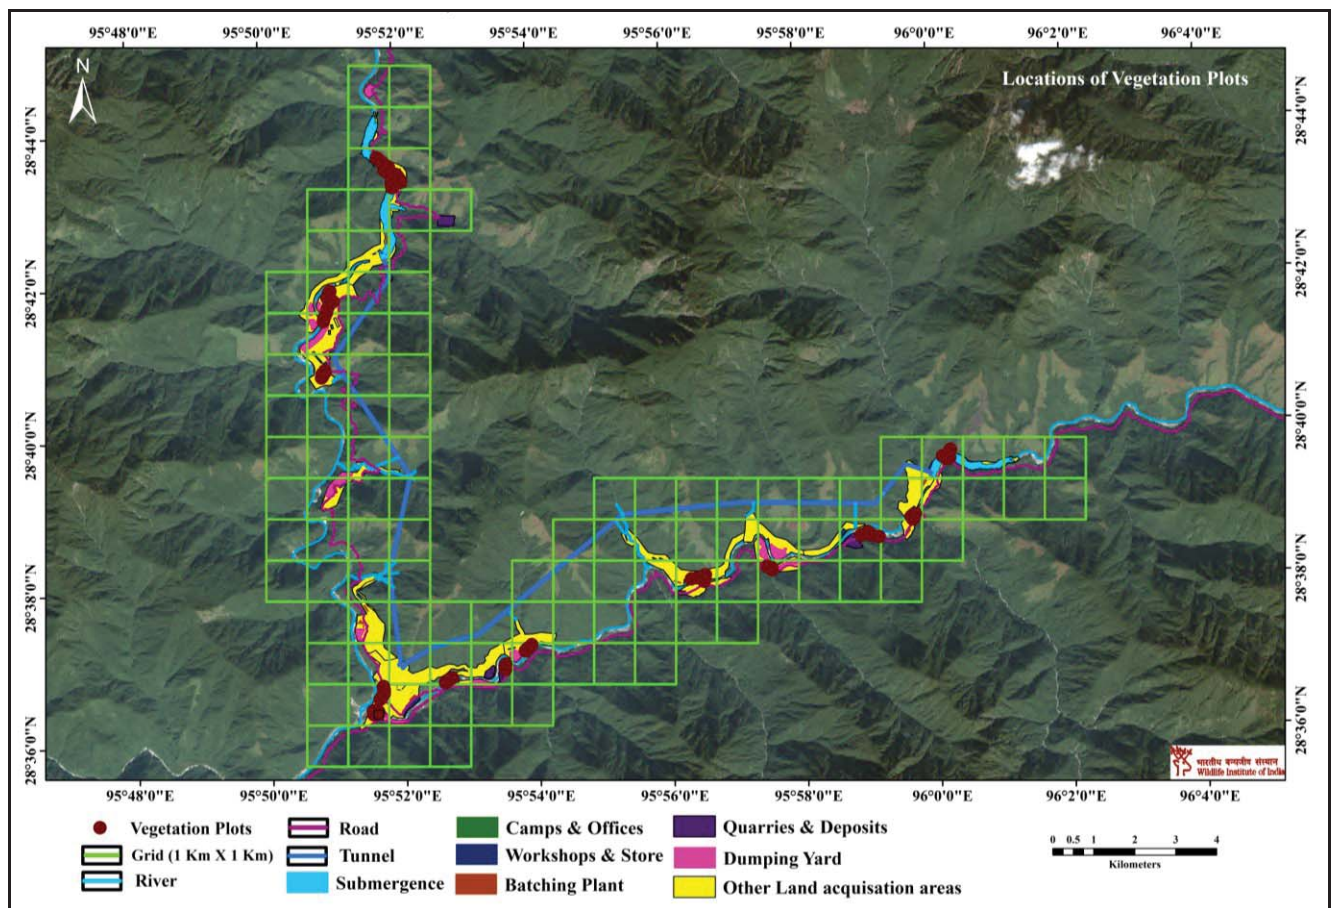 95°48'0"E 95°50'0"E 95°52'0"E 95°54'0"E 95°56'0"E 95°58'0"E 96°0'0"E 96°2'0"E 96°4'0"E
N
Locations of Vegetation Plots
28°44'0"N
28°44'0"N
28°42'0"N
28°42'0"N
28°40'0"N
28°40'0"N
28°38'0"N
28°38'0"N
28°36'0"N
28°36'0"N
भारतीय वन्यजीव संस्थान
Wildlife Institute of India
95°48'0"E 95°50'0"E 95°52'0"E 95°54'0"E 95°56'0"E 95°58'0"E 96°0'0"E 96°2'0"E 96°4'0"E
Vegetation Plots
Road
Camps & Offices
Quarries & Deposits
Grid (1 Km X 1 Km)
Tunnel
Workshops & Store
Dumping Yard
River
Submergence
Batching Plant
Other Land acquisation areas
0 0.5 1 2 3 4
Kilometers